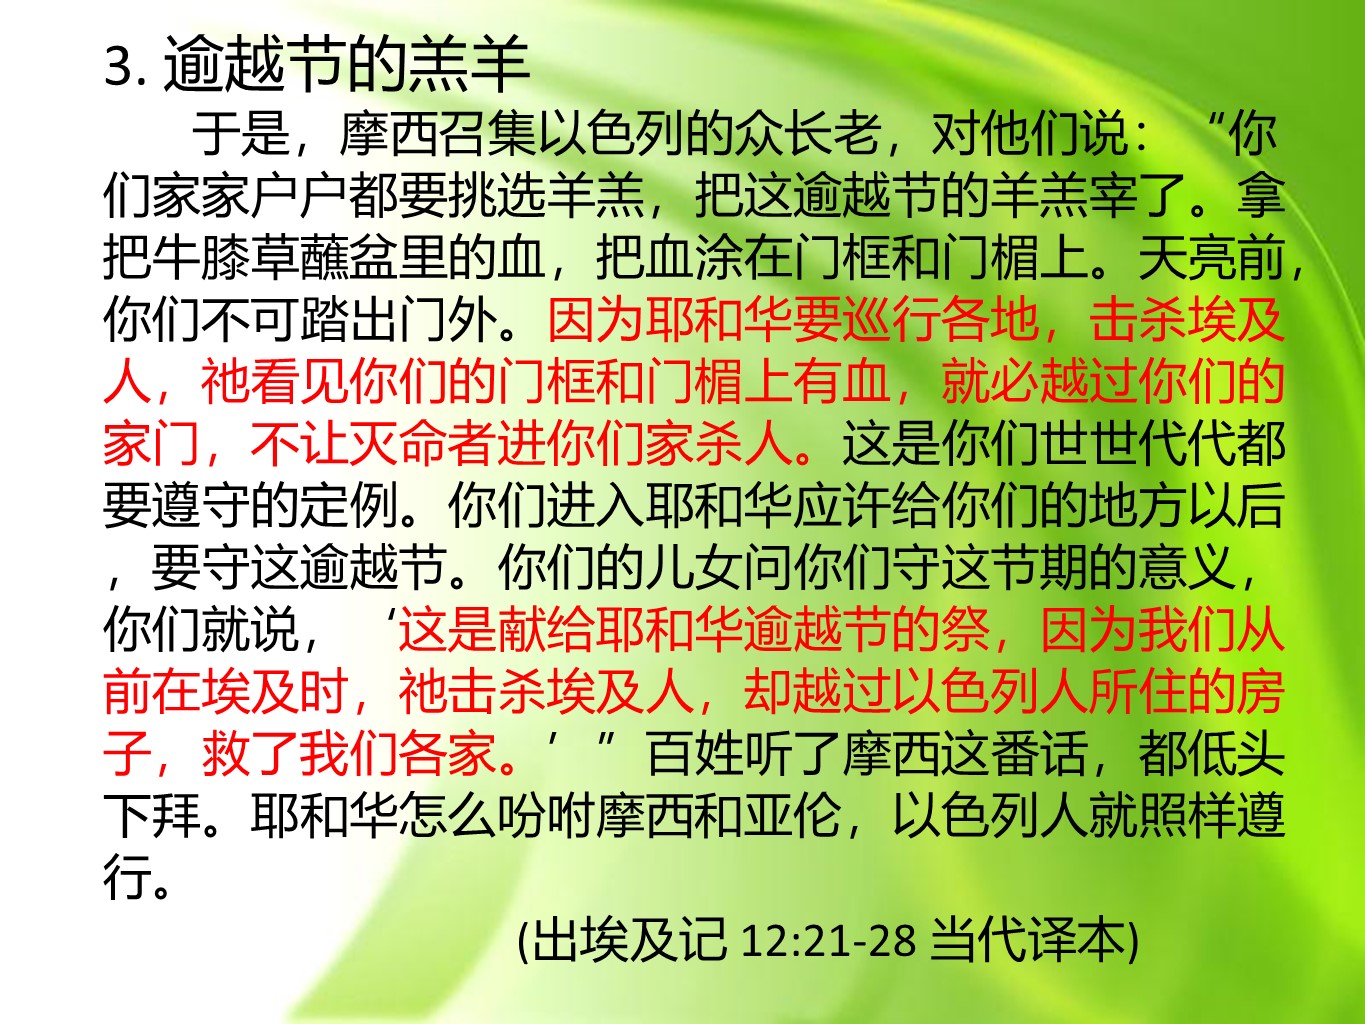 3. 逾越节的羔羊
于是，摩西召集以色列的众长老，对他们说：“你
们家家户户都要挑选羊羔，把这逾越节的羊羔宰了。拿
把牛膝草蘸盆里的血，把血涂在门框和门楣上。天亮前，
你们不可踏出门外。因为耶和华要巡行各地，击杀埃及
人，祂看见你们的门框和门楣上有血，就必越过你们的
家门，不让灭命者进你们家杀人。这是你们世世代代都
要遵守的定例。你们进入耶和华应许给你们的地方以后
，要守这逾越节。你们的儿女问你们守这节期的意义，
你们就说，‘这是献给耶和华逾越节的祭，因为我们从
前在埃及时，祂击杀埃及人，却越过以色列人所住的房
子，救了我们各家。’”百姓听了摩西这番话，都低头
下拜。耶和华怎么吩咐摩西和亚伦，以色列人就照样遵
行。
(出埃及记 12:21-28 当代译本)